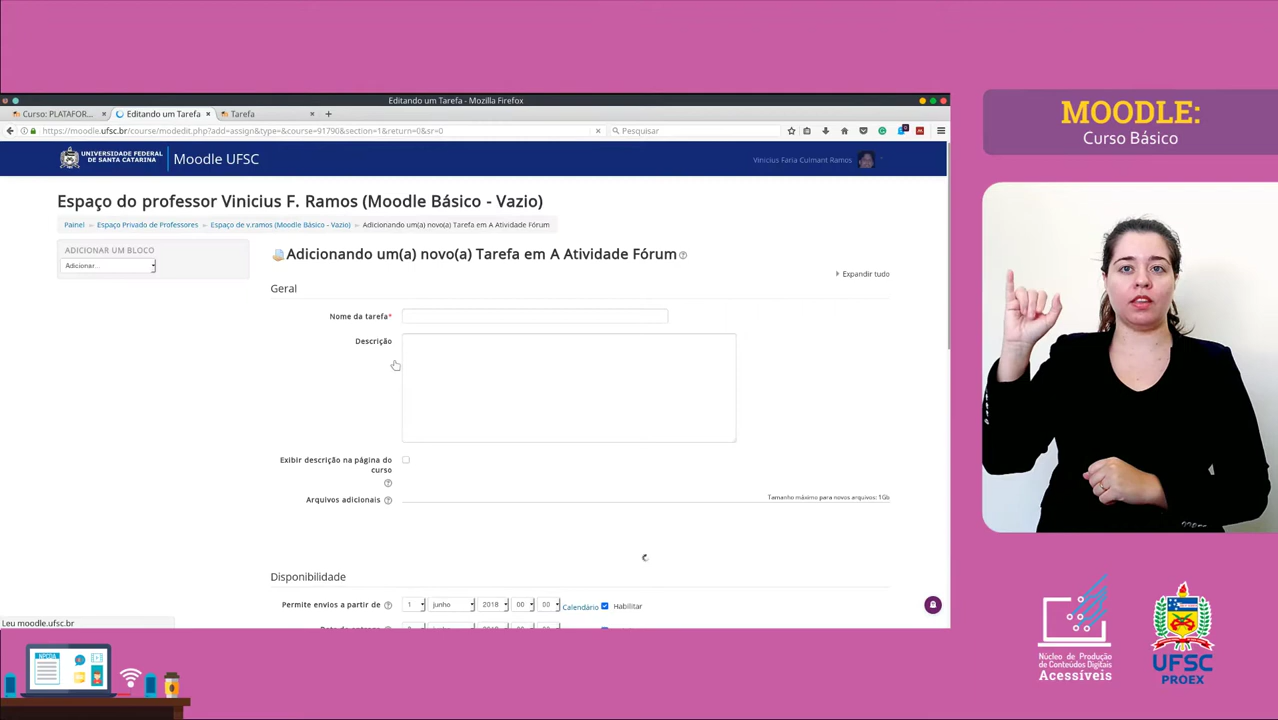 Editando um Tarefa - Mozilla Firefox
Curso: PLATAFOR...
Editando um Tarefa
Tarefa
https://moodle.ufsc.br/course/modedit.php?add=assign&type=&course=91790&section=1&return=0&sr=0
Pesquisar
UNIVERSIDADE FEDERAL
DE SANTA CATARINA
Moodle UFSC
Vinicius Faria Culmant Ramos
Espaço do professor Vinicius F. Ramos (Moodle Básico - Vazio)
Painel
Espaço Privado de Professores
Espaço de v.ramos (Moodle Básico - Vazio)
Adicionando um(a) novo(a) Tarefa em A Atividade Fórum
ADICIONAR UM BLOCO
Adicionar...
Adicionando um(a) novo(a) Tarefa em A Atividade Fórum
Expandir tudo
Geral
Nome da tarefa*
Descrição
Exibir descrição na página do
curso
Arquivos adicionais
Tamanho máximo para novos arquivos: 1Gb
Disponibilidade
Permite envios a partir de
1 junho 2018 00 00 Calendário Habilitar
Leu moodle.ufsc.br
MOODLE:
Curso Básico
NPCDA
Núcleo de Produção
de Conteúdos Digitais
Acessíveis
UFSC
PROEX